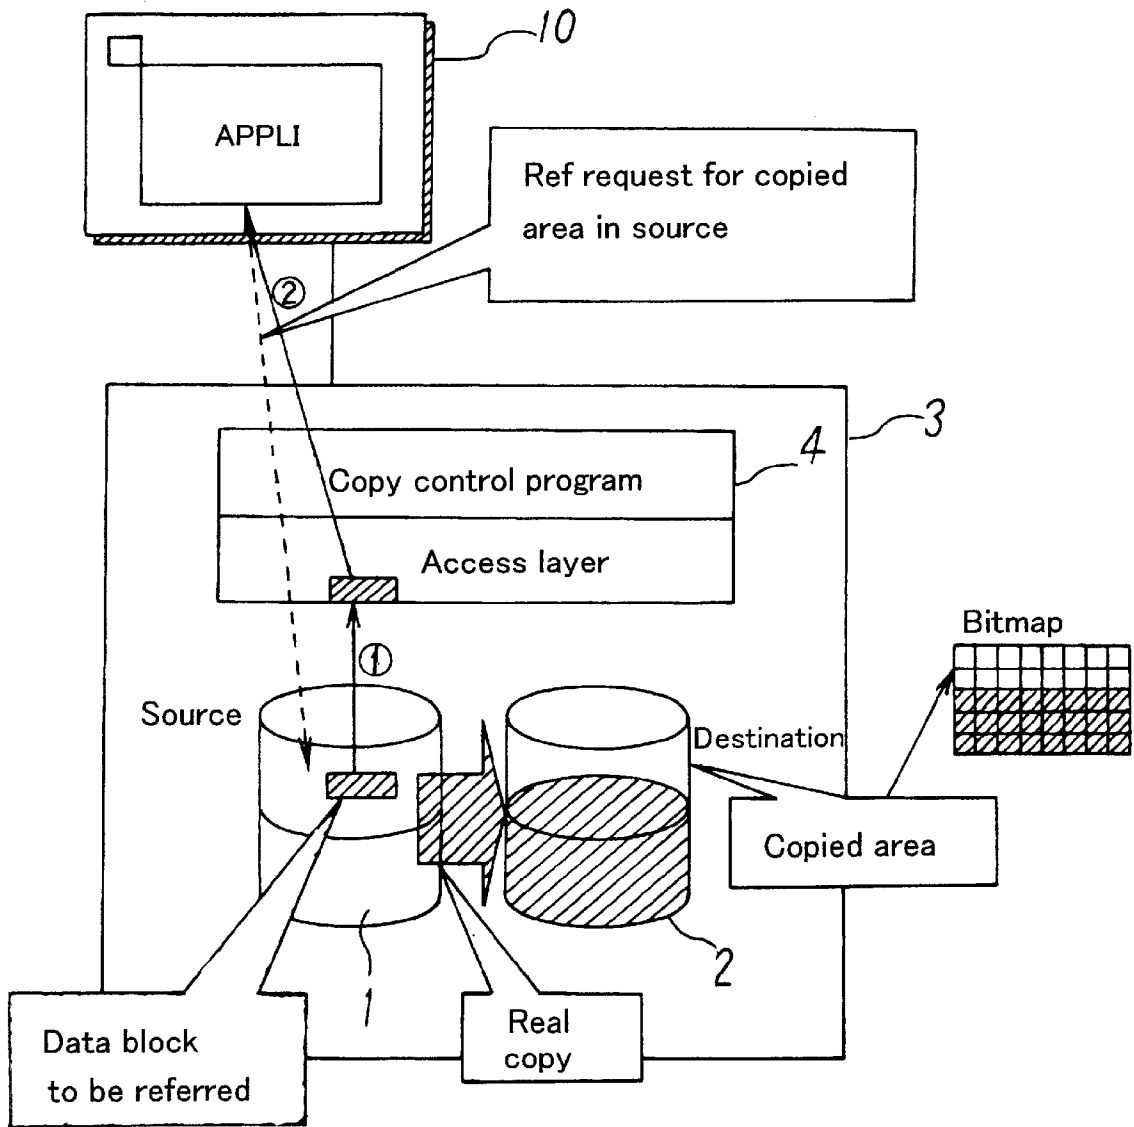 10
APPLI
Ref request for copied
area in source
②
3
4
Copy control program
Access layer
①
Bitmap
Source
Destination
Copied area
2
1
Data block
to be referred
Real
copy